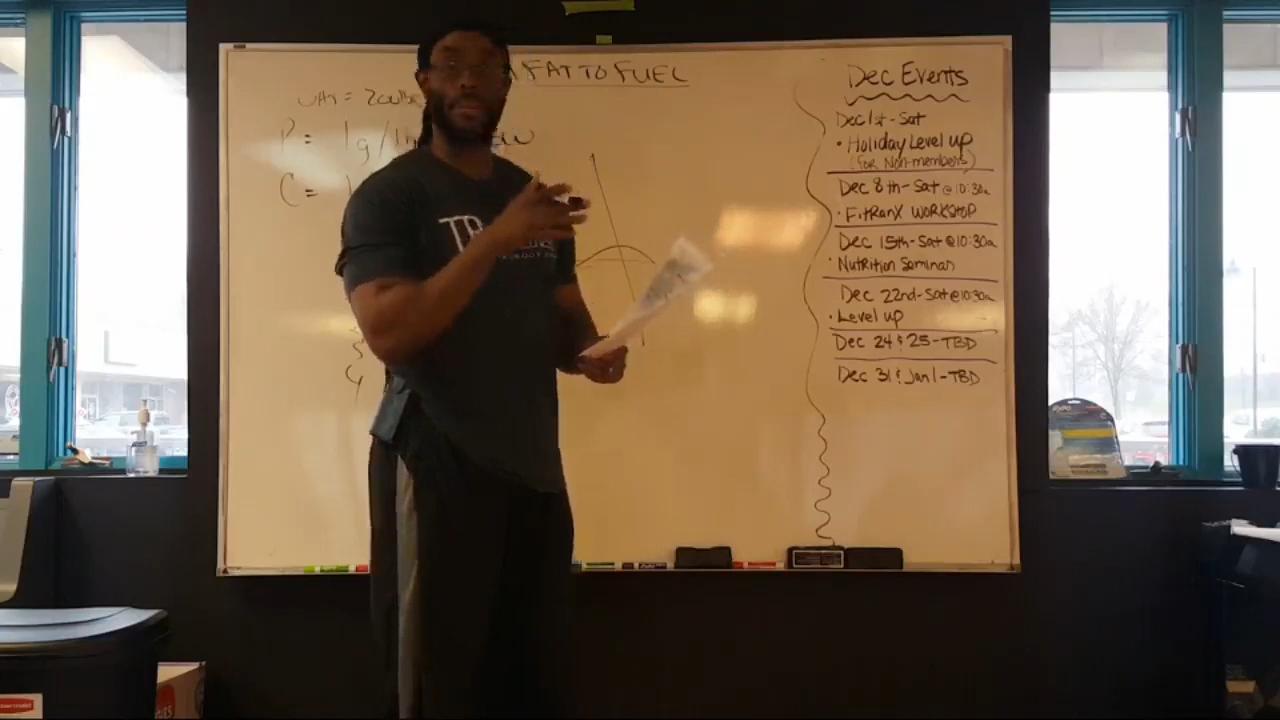 FAT TO FUEL
P = 1g/1
C = 1
Dec Events
Dec 1st - Sat
• Holiday Level up
(for Non-members)
Dec 8th - Sat @ 10:30a
• FitRanX WORKSHOP
Dec 15th - Sat @ 10:30a
• Nutrition Seminar
Dec 22nd - Sat @ 10:30a
• Level up
Dec 24 & 25 - TBD
Dec 31 & Jan 1 - TBD